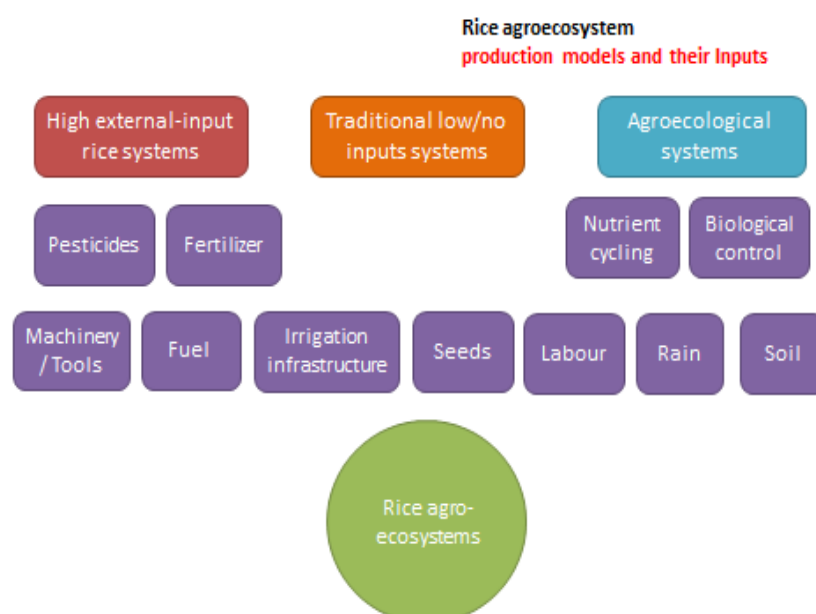 Rice agroecosystem
production models and their Inputs
High external-input
rice systems
Traditional low/no
inputs systems
Agroecological
systems
Pesticides
Fertilizer
Nutrient
cycling
Biological
control
Machinery
/ Tools
Fuel
Irrigation
infrastructure
Seeds
Labour
Rain
Soil
Rice agro-
ecosystems